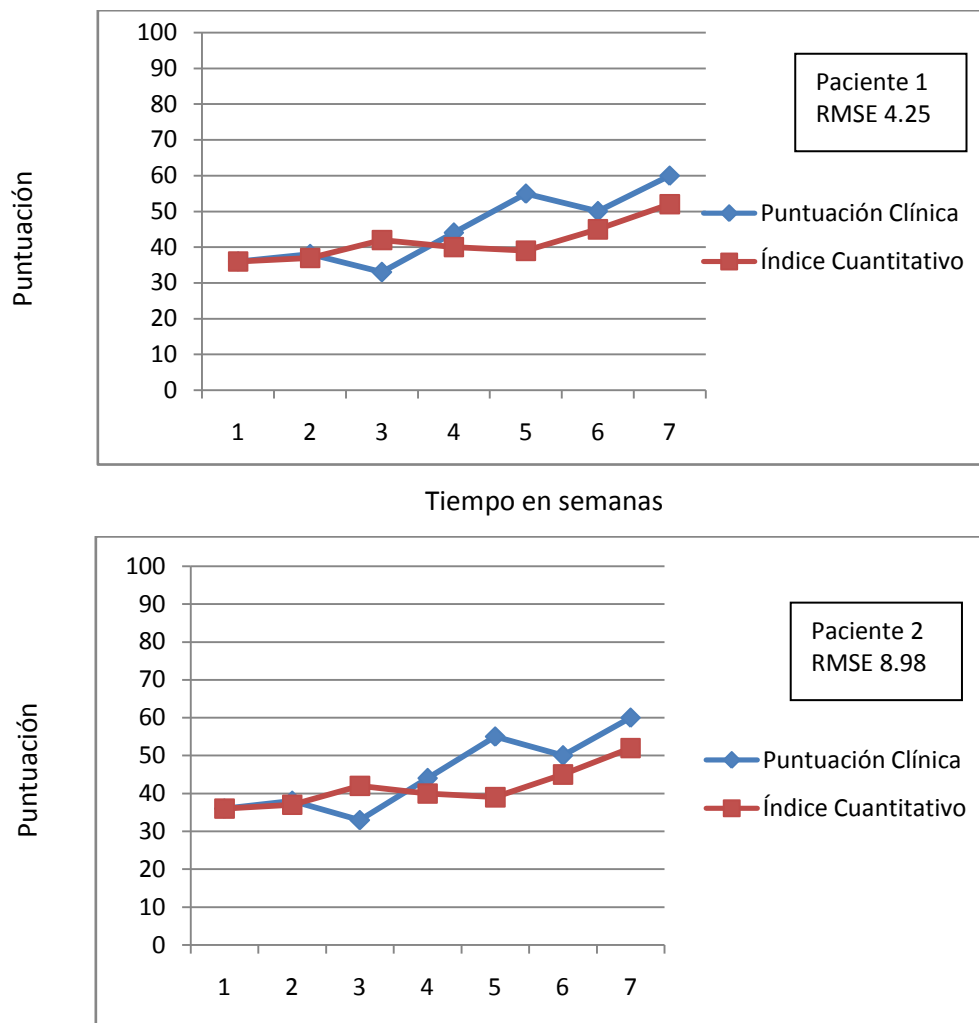 100
90
80
70
60
50
40
30
20
10
0
1 2 3 4 5 6 7
Puntuación
Paciente 1
RMSE 4.25
Puntuación Clínica
Índice Cuantitativo
Tiempo en semanas
100
90
80
70
60
50
40
30
20
10
0
1 2 3 4 5 6 7
Puntuación
Paciente 2
RMSE 8.98
Puntuación Clínica
Índice Cuantitativo